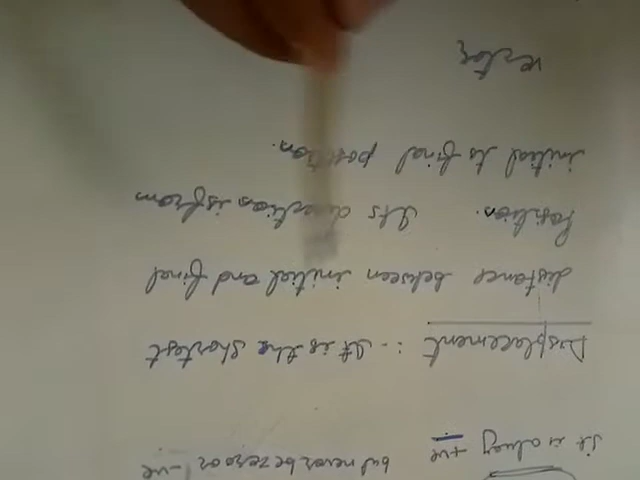 It is alway +ve but never be zero or -ve
Displacement :- It is the shortest
distance between initial and final
Position. Its direction is from
initial to final position.
vector